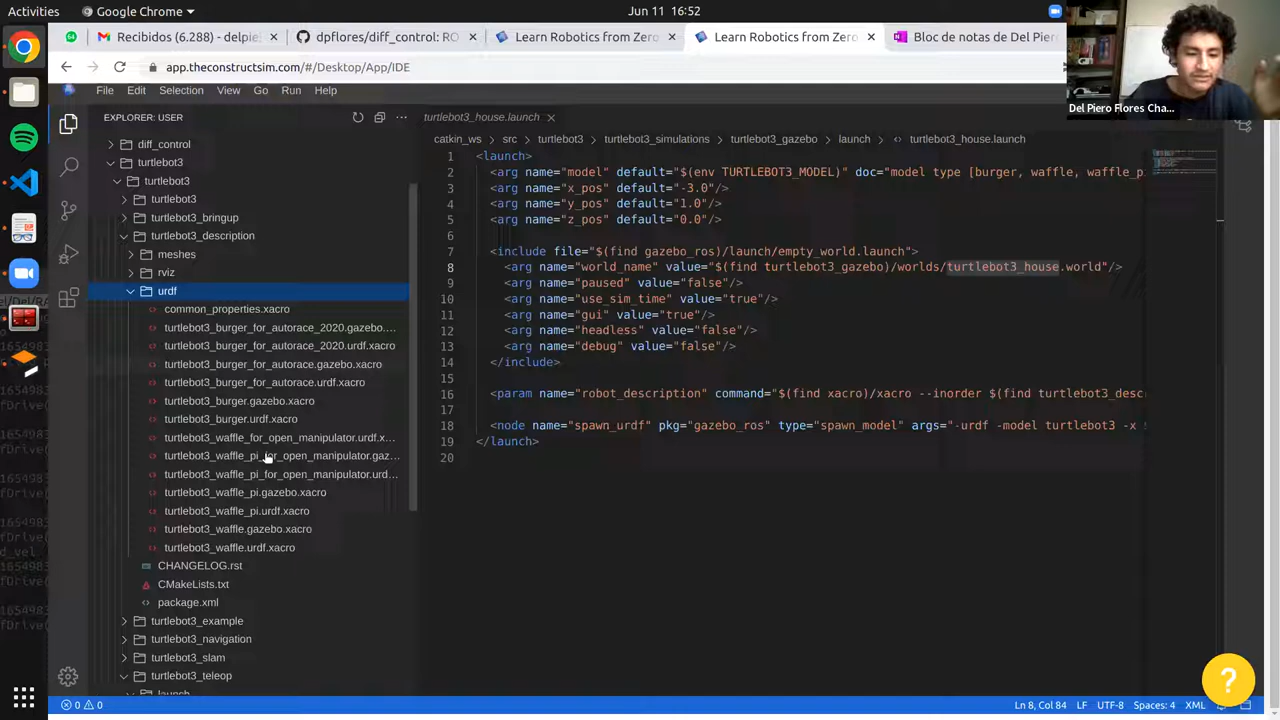 Activities
Google Chrome
Jun 11 16:52
Recibidos (6.288) - delpie
dpflores/diff_control: RO
Learn Robotics from Zero
Learn Robotics from Zero
Bloc de notas de Del Pier
app.theconstructsim.com/#/Desktop/App/IDE
Del Piero Flores Cha...
File Edit Selection View Go Run Help
EXPLORER: USER
diff_control
turtlebot3
turtlebot3
turtlebot3
turtlebot3_bringup
turtlebot3_description
meshes
rviz
urdf
common_properties.xacro
turtlebot3_burger_for_autorace_2020.gazebo....
turtlebot3_burger_for_autorace_2020.urdf.xacro
turtlebot3_burger_for_autorace.gazebo.xacro
turtlebot3_burger_for_autorace.urdf.xacro
turtlebot3_burger.gazebo.xacro
turtlebot3_burger.urdf.xacro
turtlebot3_waffle_for_open_manipulator.urdf.x...
turtlebot3_waffle_pi_for_open_manipulator.gaz...
turtlebot3_waffle_pi_for_open_manipulator.urd...
turtlebot3_waffle_pi.gazebo.xacro
turtlebot3_waffle_pi.urdf.xacro
turtlebot3_waffle.gazebo.xacro
turtlebot3_waffle.urdf.xacro
CHANGELOG.rst
CMakeLists.txt
package.xml
turtlebot3_example
turtlebot3_navigation
turtlebot3_slam
turtlebot3_teleop
launch
turtlebot3_house.launch
catkin_ws > src > turtlebot3 > turtlebot3_simulations > turtlebot3_gazebo > launch > turtlebot3_house.launch
1 <launch>
2 <arg name="model" default="$(env TURTLEBOT3_MODEL)" doc="model type [burger, waffle, waffle_p
3 <arg name="x_pos" default="-3.0"/>
4 <arg name="y_pos" default="1.0"/>
5 <arg name="z_pos" default="0.0"/>
6
7 <include file="$(find gazebo_ros)/launch/empty_world.launch">
8 <arg name="world_name" value="$(find turtlebot3_gazebo)/worlds/turtlebot3_house.world"/>
9 <arg name="paused" value="false"/>
10 <arg name="use_sim_time" value="true"/>
11 <arg name="gui" value="true"/>
12 <arg name="headless" value="false"/>
13 <arg name="debug" value="false"/>
14 </include>
15
16 <param name="robot_description" command="$(find xacro)/xacro --inorder $(find turtlebot3_desc
17
18 <node name="spawn_urdf" pkg="gazebo_ros" type="spawn_model" args="-urdf -model turtlebot3 -x $
19 </launch>
20
0 0
Ln 8, Col 84 LF UTF-8 Spaces: 4 XML
?